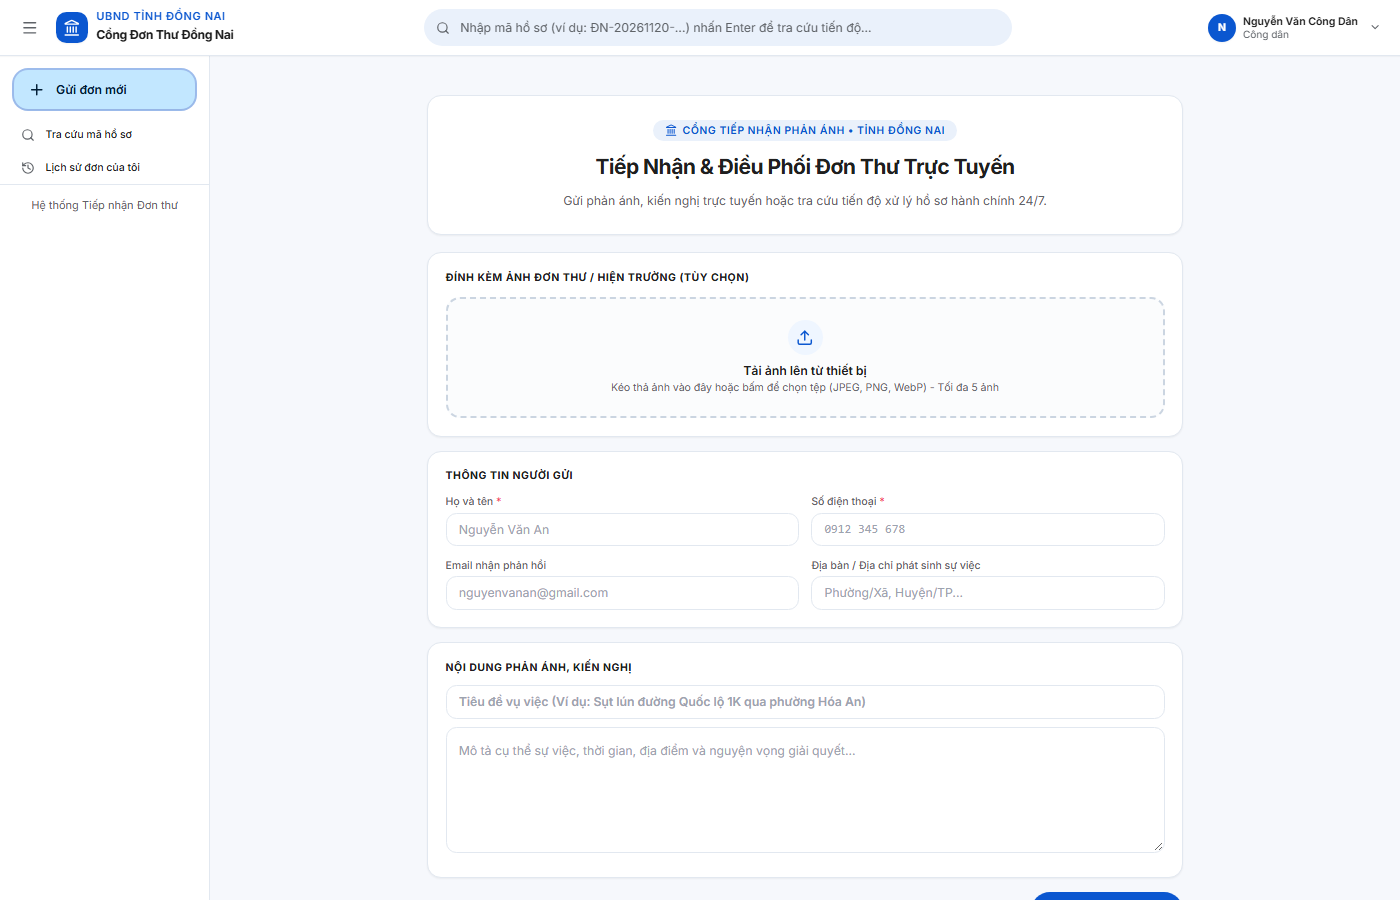 UBND TỈNH ĐỒNG NAI
Cổng Đơn Thư Đồng Nai
Nhập mã hồ sơ (ví dụ: ĐN-20261120-...) nhấn Enter để tra cứu tiến độ...
N
Nguyễn Văn Công Dân
Công dân
Gửi đơn mới
Tra cứu mã hồ sơ
Lịch sử đơn của tôi
Hệ thống Tiếp nhận Đơn thư
CỔNG TIẾP NHẬN PHẢN ÁNH • TỈNH ĐỒNG NAI
Tiếp Nhận & Điều Phối Đơn Thư Trực Tuyến
Gửi phản ánh, kiến nghị trực tuyến hoặc tra cứu tiến độ xử lý hồ sơ hành chính 24/7.
ĐÍNH KÈM ẢNH ĐƠN THƯ / HIỆN TRƯỜNG (TÙY CHỌN)
Tải ảnh lên từ thiết bị
Kéo thả ảnh vào đây hoặc bấm để chọn tệp (JPEG, PNG, WebP) - Tối đa 5 ảnh
THÔNG TIN NGƯỜI GỬI
Họ và tên *
Số điện thoại *
Nguyễn Văn An
0912 345 678
Email nhận phản hồi
Địa bàn / Địa chỉ phát sinh sự việc
nguyenvanan@gmail.com
Phường/Xã, Huyện/TP...
NỘI DUNG PHẢN ÁNH, KIẾN NGHỊ
Tiêu đề vụ việc (Ví dụ: Sụt lún đường Quốc lộ 1K qua phường Hóa An)
Mô tả cụ thể sự việc, thời gian, địa điểm và nguyện vọng giải quyết...